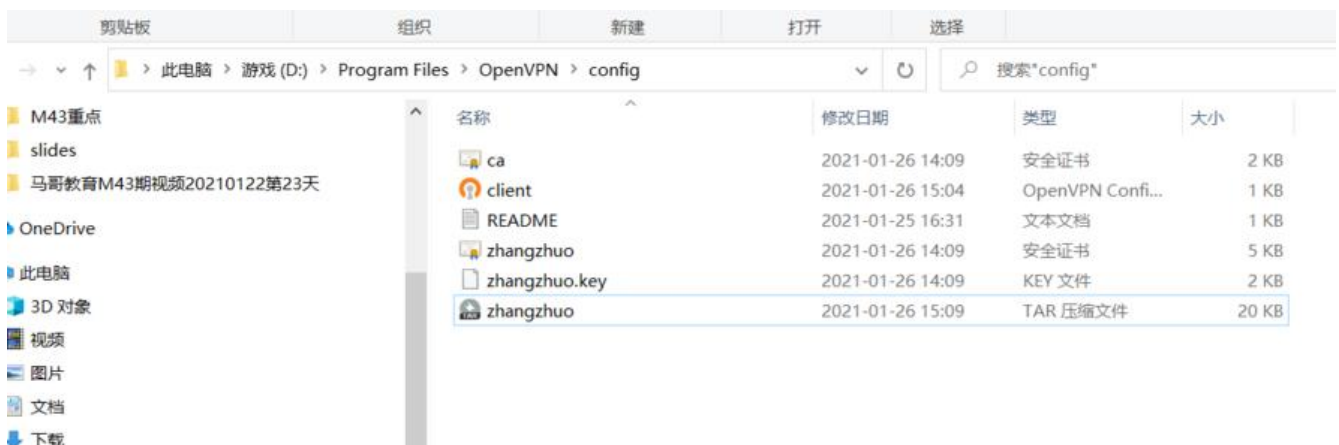 剪贴板 组织 新建 打开 选择
此电脑 > 游戏 (D:) > Program Files > OpenVPN > config 搜索"config"
M43重点
slides
马哥教育M43期视频20210122第23天
OneDrive
此电脑
3D 对象
视频
图片
文档
下载
名称 修改日期 类型 大小
ca 2021-01-26 14:09 安全证书 2 KB
client 2021-01-26 15:04 OpenVPN Confi... 1 KB
README 2021-01-25 16:31 文本文档 1 KB
zhangzhuo 2021-01-26 14:09 安全证书 5 KB
zhangzhuo.key 2021-01-26 14:09 KEY 文件 2 KB
zhangzhuo 2021-01-26 15:09 TAR 压缩文件 20 KB